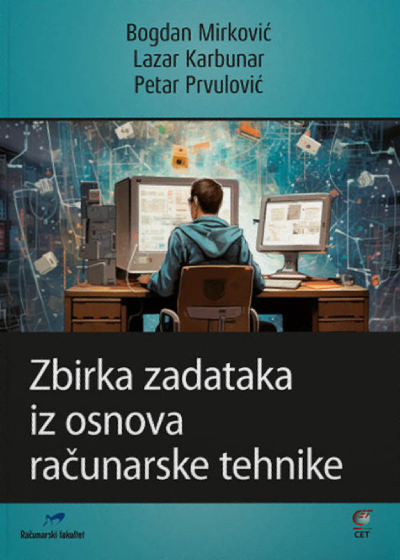 Bogdan Mirković
Lazar Karbunar
Petar Prvulović
Zbirka zadataka
iz osnova
računarske tehnike
Računarski fakultet
CET